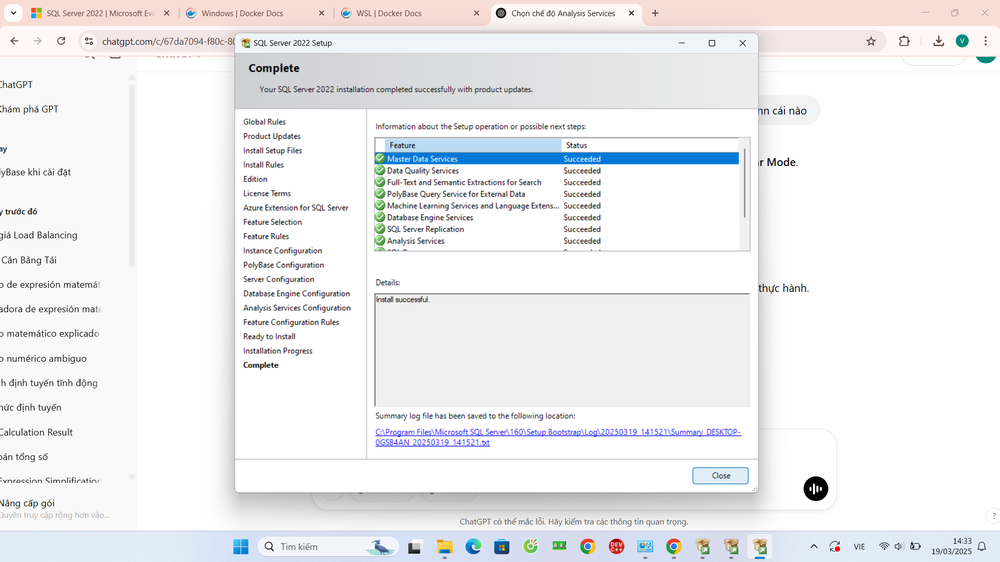 SQL Server 2022 | Microsoft Eva
Windows | Docker Docs
WSL | Docker Docs
Chọn chế độ Analysis Services
chatgpt.com/c/67da7094-f80c-80
V
SQL Server 2022 Setup
Complete
Your SQL Server 2022 installation completed successfully with product updates.
ChatGPT
Khám phá GPT
ay
lyBase khi cài đặt
y trước đó
giá Load Balancing
Cân Bằng Tải
o de expresión matemát
adora de expresión mate
o matemático explicado
o numérico ambiguo
h định tuyến tĩnh động
hức định tuyến
Calculation Result
oán tổng số
Expression Simplification
Nâng cấp gói
Quyền truy cập rộng hơn vào...
Global Rules
Product Updates
Install Setup Files
Install Rules
Edition
License Terms
Azure Extension for SQL Server
Feature Selection
Feature Rules
Instance Configuration
PolyBase Configuration
Server Configuration
Database Engine Configuration
Analysis Services Configuration
Feature Configuration Rules
Ready to Install
Installation Progress
Complete
Information about the Setup operation or possible next steps:
Feature Status
Master Data Services Succeeded
Data Quality Services Succeeded
Full-Text and Semantic Extractions for Search Succeeded
PolyBase Query Service for External Data Succeeded
Machine Learning Services and Language Extens... Succeeded
Database Engine Services Succeeded
SQL Server Replication Succeeded
Analysis Services Succeeded
Details:
Install successful.
Summary log file has been saved to the following location:
C:\Program Files\Microsoft SQL Server\160\Setup Bootstrap\Log\20250319_141521\Summary_DESKTOP-
0GSB4AN_20250319_141521.txt
Close
nn cái nào
ar Mode.
thực hành.
ChatGPT có thể mắc lỗi. Hãy kiểm tra các thông tin quan trọng.
?
Tìm kiếm
DEV
C++
VIE
14:33
19/03/2025